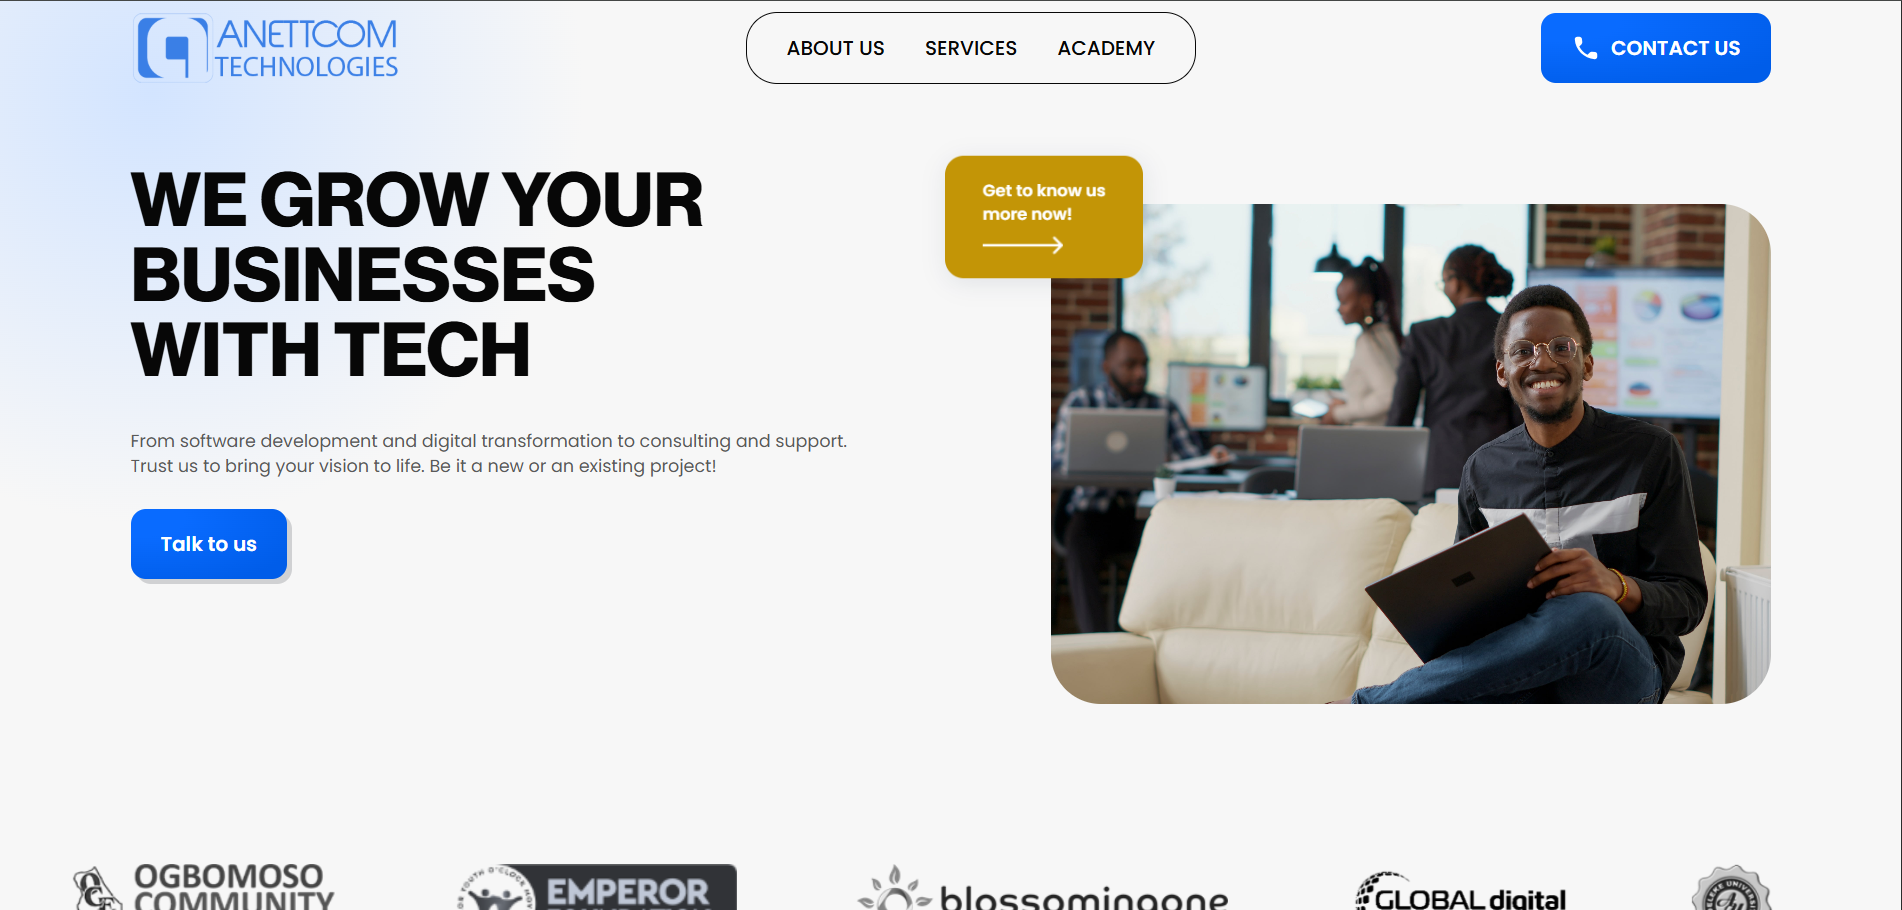 ANETTCOM
TECHNOLOGIES
ABOUT US
SERVICES
ACADEMY
CONTACT US
WE GROW YOUR
BUSINESSES
WITH TECH
Get to know us
more now!
From software development and digital transformation to consulting and support.
Trust us to bring your vision to life. Be it a new or an existing project!
Talk to us
OGBOMOSO
COMMUNITY
EMPEROR
blossomingone
GLOBAL digital